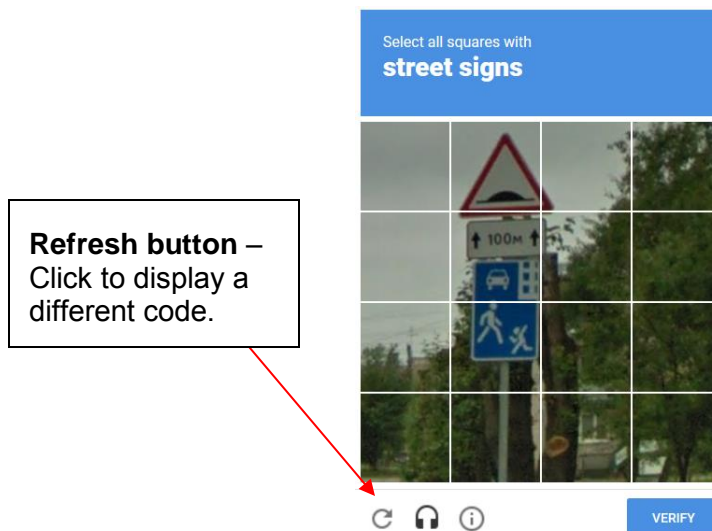 Select all squares with
street signs
100м
Refresh button –
Click to display a
different code.
VERIFY